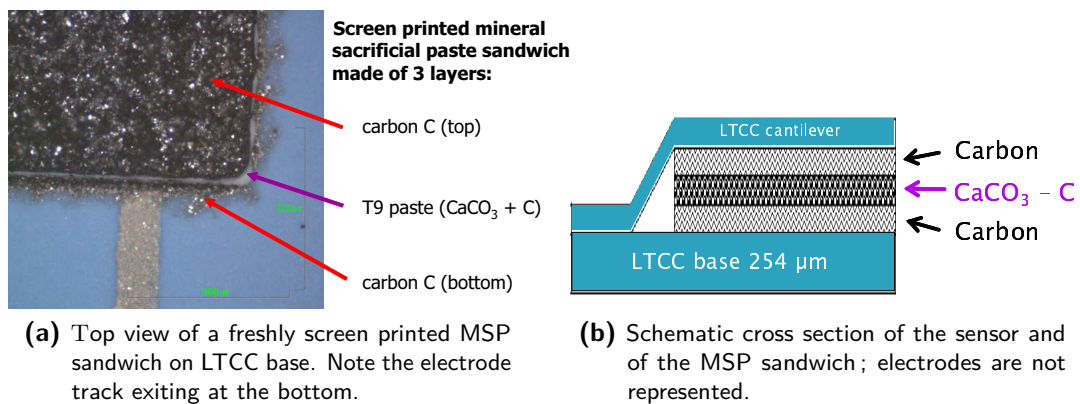 Screen printed mineral
sacrificial paste sandwich
made of 3 layers:
carbon C (top)
T9 paste (CaCO₃ + C)
carbon C (bottom)
LTCC cantilever
Carbon
CaCO₃ – C
Carbon
LTCC base 254 µm
(a) Top view of a freshly screen printed MSP
sandwich on LTCC base. Note the electrode
track exiting at the bottom.
(b) Schematic cross section of the sensor and
of the MSP sandwich ; electrodes are not
represented.